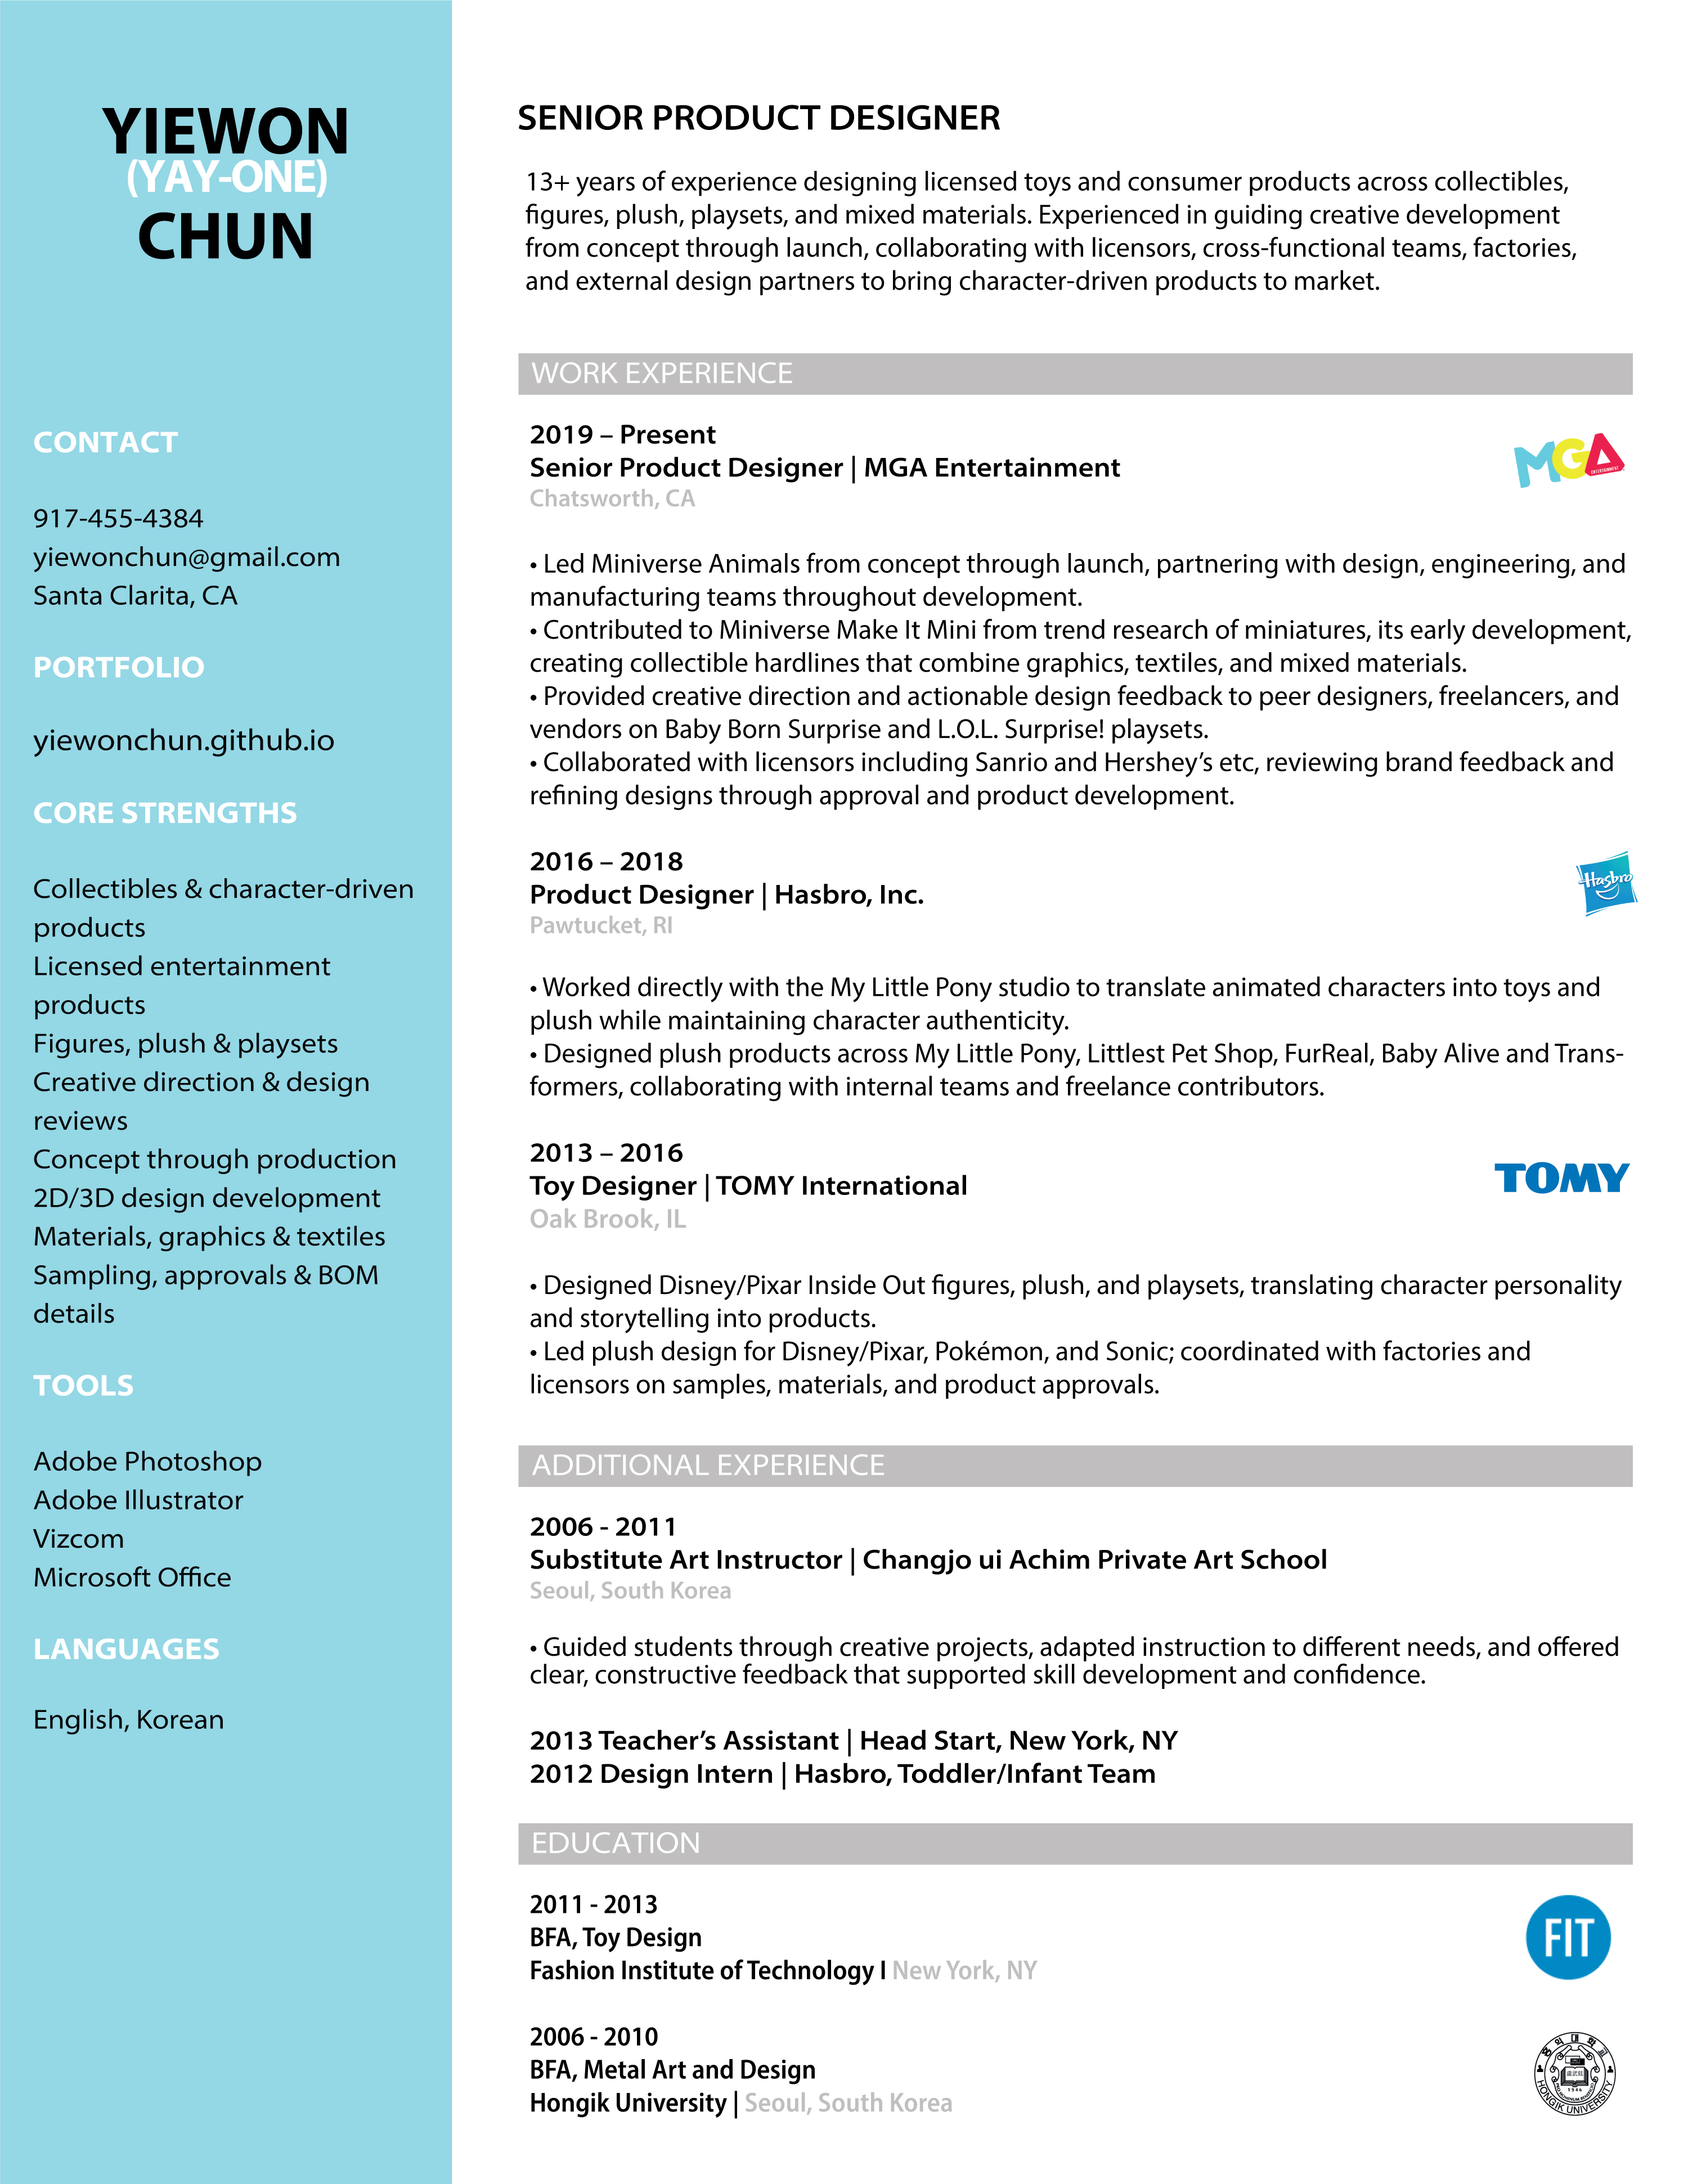 YIEWON
(YAY-ONE)
CHUN
CONTACT
917-455-4384
yiewonchun@gmail.com
Santa Clarita, CA
PORTFOLIO
yiewonchun.github.io
CORE STRENGTHS
Collectibles & character-driven
products
Licensed entertainment
products
Figures, plush & playsets
Creative direction & design
reviews
Concept through production
2D/3D design development
Materials, graphics & textiles
Sampling, approvals & BOM
details
TOOLS
Adobe Photoshop
Adobe Illustrator
Vizcom
Microsoft Office
LANGUAGES
English, Korean
SENIOR PRODUCT DESIGNER
13+ years of experience designing licensed toys and consumer products across collectibles,
figures, plush, playsets, and mixed materials. Experienced in guiding creative development
from concept through launch, collaborating with licensors, cross-functional teams, factories,
and external design partners to bring character-driven products to market.
WORK EXPERIENCE
2019 – Present
Senior Product Designer | MGA Entertainment
Chatsworth, CA
MGA
ENTERTAINMENT
• Led Miniverse Animals from concept through launch, partnering with design, engineering, and
manufacturing teams throughout development.
• Contributed to Miniverse Make It Mini from trend research of miniatures, its early development,
creating collectible hardlines that combine graphics, textiles, and mixed materials.
• Provided creative direction and actionable design feedback to peer designers, freelancers, and
vendors on Baby Born Surprise and L.O.L. Surprise! playsets.
• Collaborated with licensors including Sanrio and Hershey’s etc, reviewing brand feedback and
refining designs through approval and product development.
2016 – 2018
Product Designer | Hasbro, Inc.
Pawtucket, RI
Hasbro
• Worked directly with the My Little Pony studio to translate animated characters into toys and
plush while maintaining character authenticity.
• Designed plush products across My Little Pony, Littlest Pet Shop, FurReal, Baby Alive and Trans-
formers, collaborating with internal teams and freelance contributors.
2013 – 2016
Toy Designer | TOMY International
Oak Brook, IL
TOMY
• Designed Disney/Pixar Inside Out figures, plush, and playsets, translating character personality
and storytelling into products.
• Led plush design for Disney/Pixar, Pokémon, and Sonic; coordinated with factories and
licensors on samples, materials, and product approvals.
ADDITIONAL EXPERIENCE
2006 - 2011
Substitute Art Instructor | Changjo ui Achim Private Art School
Seoul, South Korea
• Guided students through creative projects, adapted instruction to different needs, and offered
clear, constructive feedback that supported skill development and confidence.
2013 Teacher’s Assistant | Head Start, New York, NY
2012 Design Intern | Hasbro, Toddler/Infant Team
EDUCATION
2011 - 2013
BFA, Toy Design
Fashion Institute of Technology I New York, NY
FIT
2006 - 2010
BFA, Metal Art and Design
Hongik University | Seoul, South Korea
홍익대학교
1946
HONGIK UNIVERSITY